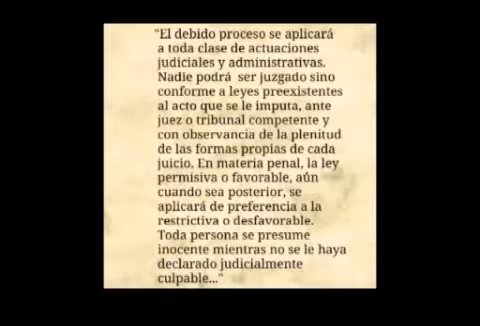 "El debido proceso se aplicará
a toda clase de actuaciones
judiciales y administrativas.
Nadie podrá ser juzgado sino
conforme a leyes preexistentes
al acto que se le imputa, ante
juez o tribunal competente y
con observancia de la plenitud
de las formas propias de cada
juicio. En materia penal, la ley
permisiva o favorable, aún
cuando sea posterior, se
aplicará de preferencia a la
restrictiva o desfavorable.
Toda persona se presume
inocente mientras no se le haya
declarado judicialmente
culpable..."